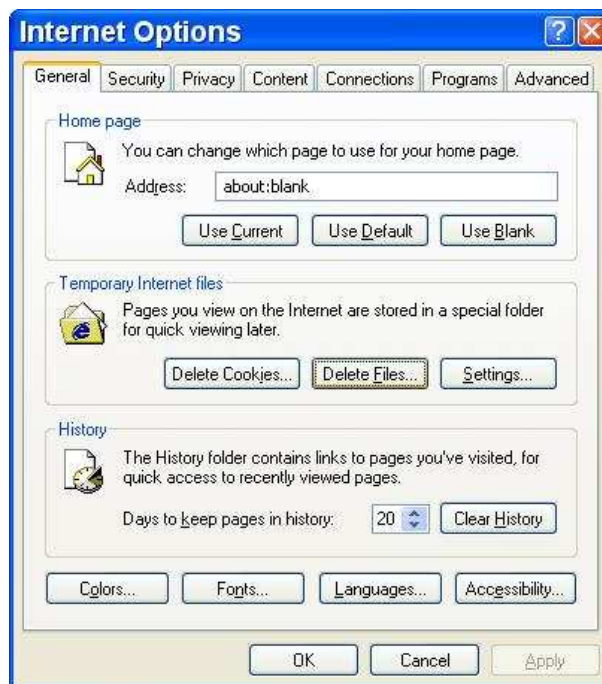 Internet Options
General Security Privacy Content Connections Programs Advanced
Home page
You can change which page to use for your home page.
Address: about:blank
Use Current Use Default Use Blank
Temporary Internet files
Pages you view on the Internet are stored in a special folder
for quick viewing later.
Delete Cookies... Delete Files... Settings...
History
The History folder contains links to pages you've visited, for
quick access to recently viewed pages.
Days to keep pages in history: 20 Clear History
Colors... Fonts... Languages... Accessibility...
OK Cancel Apply